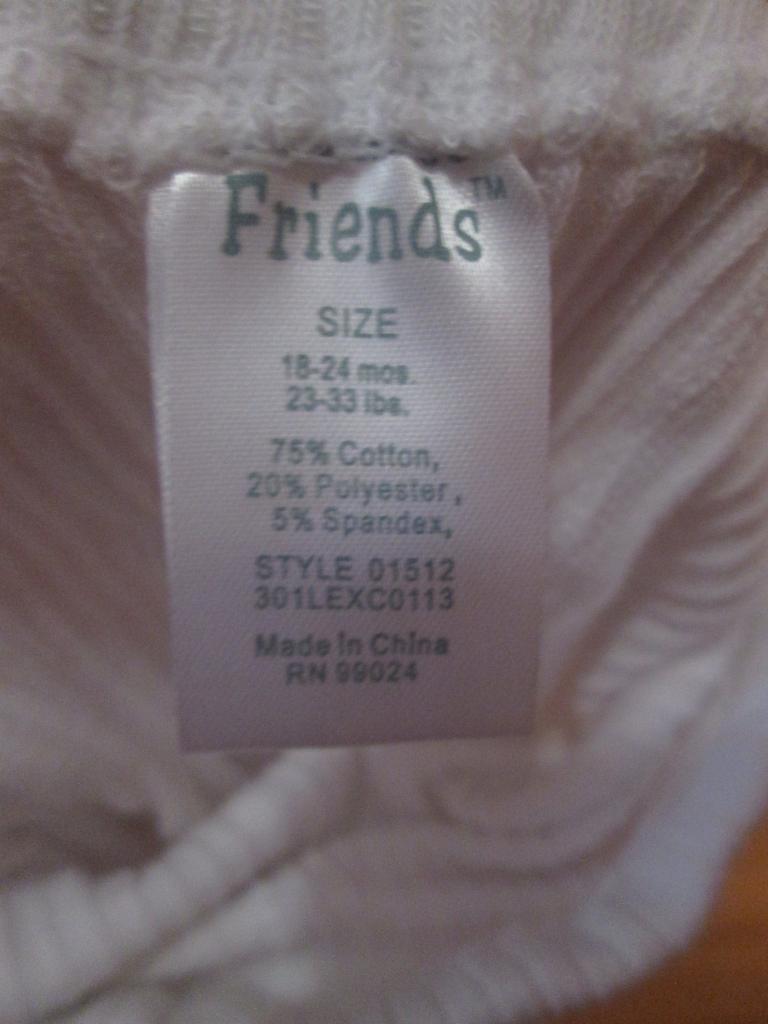 Friends™
SIZE
18-24 mos.
23-33 lbs.
75% Cotton,
20% Polyester,
5% Spandex,
STYLE 01512
301LEXC0113
Made in China
RN 99024